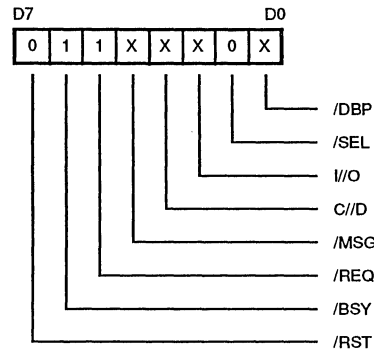 D7 D0
0 1 1 X X X 0 X
/DBP
/SEL
I//O
C//D
/MSG
/REQ
/BSY
/RST